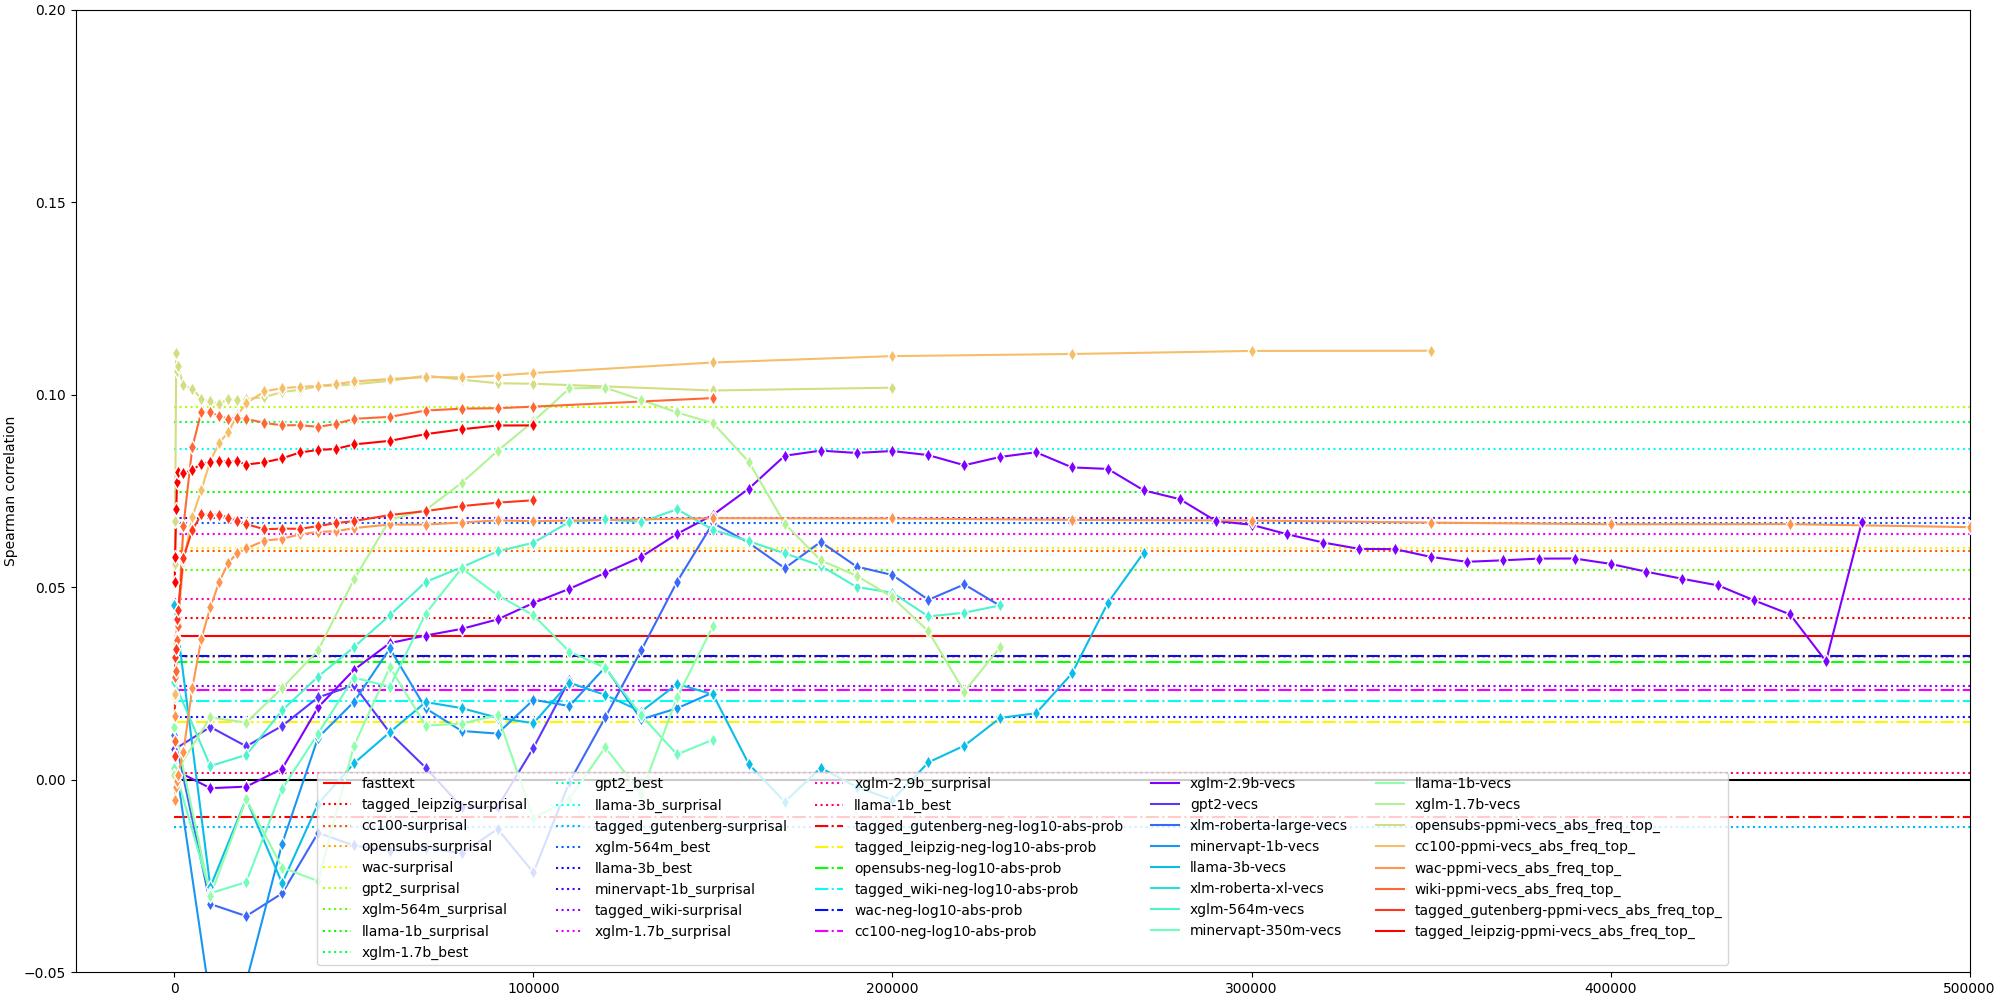 0.20
0.15
0.10
0.05
0.00
−0.05
Spearman correlation
fasttext
tagged_leipzig-surprisal
cc100-surprisal
opensubs-surprisal
wac-surprisal
gpt2_surprisal
xglm-564m_surprisal
llama-1b_surprisal
xglm-1.7b_best
gpt2_best
llama-3b_surprisal
tagged_gutenberg-surprisal
xglm-564m_best
llama-3b_best
minervapt-1b_surprisal
tagged_wiki-surprisal
xglm-1.7b_surprisal
xglm-2.9b_surprisal
llama-1b_best
tagged_gutenberg-neg-log10-abs-prob
tagged_leipzig-neg-log10-abs-prob
opensubs-neg-log10-abs-prob
tagged_wiki-neg-log10-abs-prob
wac-neg-log10-abs-prob
cc100-neg-log10-abs-prob
xglm-2.9b-vecs
gpt2-vecs
xlm-roberta-large-vecs
minervapt-1b-vecs
llama-3b-vecs
xlm-roberta-xl-vecs
xglm-564m-vecs
minervapt-350m-vecs
llama-1b-vecs
xglm-1.7b-vecs
opensubs-ppmi-vecs_abs_freq_top_
cc100-ppmi-vecs_abs_freq_top_
wac-ppmi-vecs_abs_freq_top_
wiki-ppmi-vecs_abs_freq_top_
tagged_gutenberg-ppmi-vecs_abs_freq_top_
tagged_leipzig-ppmi-vecs_abs_freq_top_
0 100000 200000 300000 400000 500000